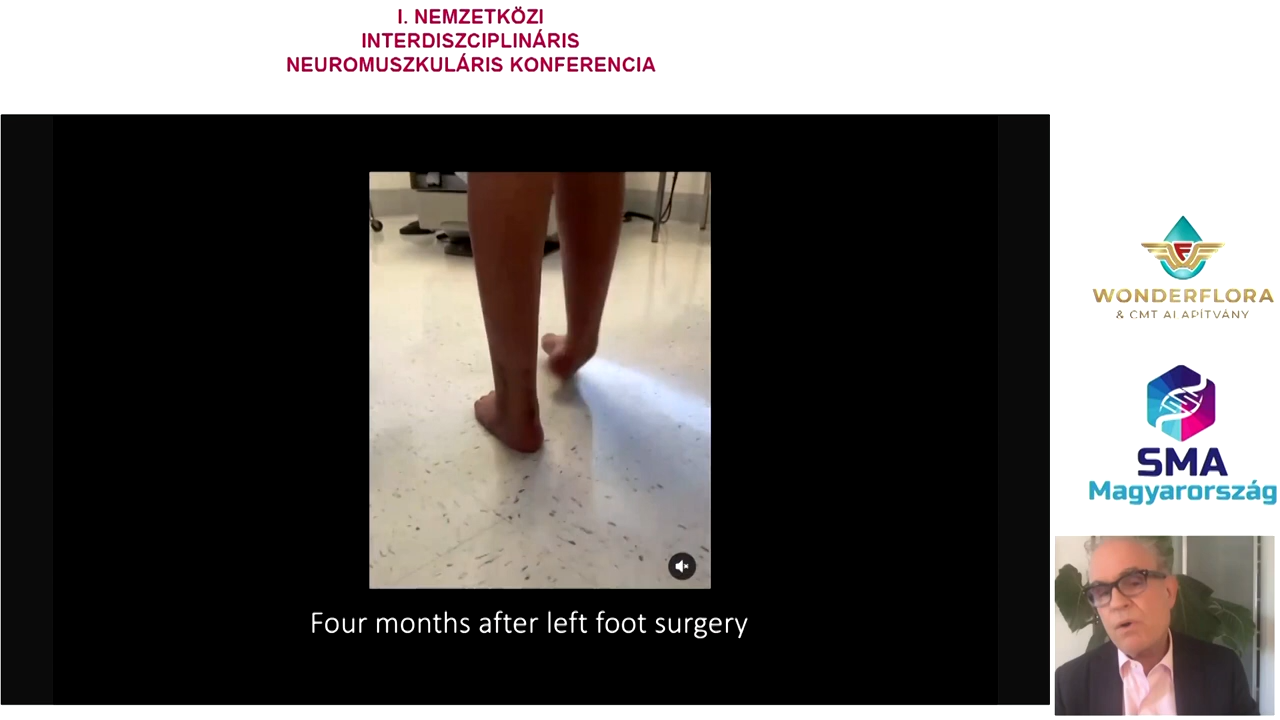 I. NEMZETKÖZI
INTERDISZCIPLINÁRIS
NEUROMUSZKULÁRIS KONFERENCIA
WONDERFLORA
& CMT ALAPÍTVÁNY
SMA
Magyarország
Four months after left foot surgery